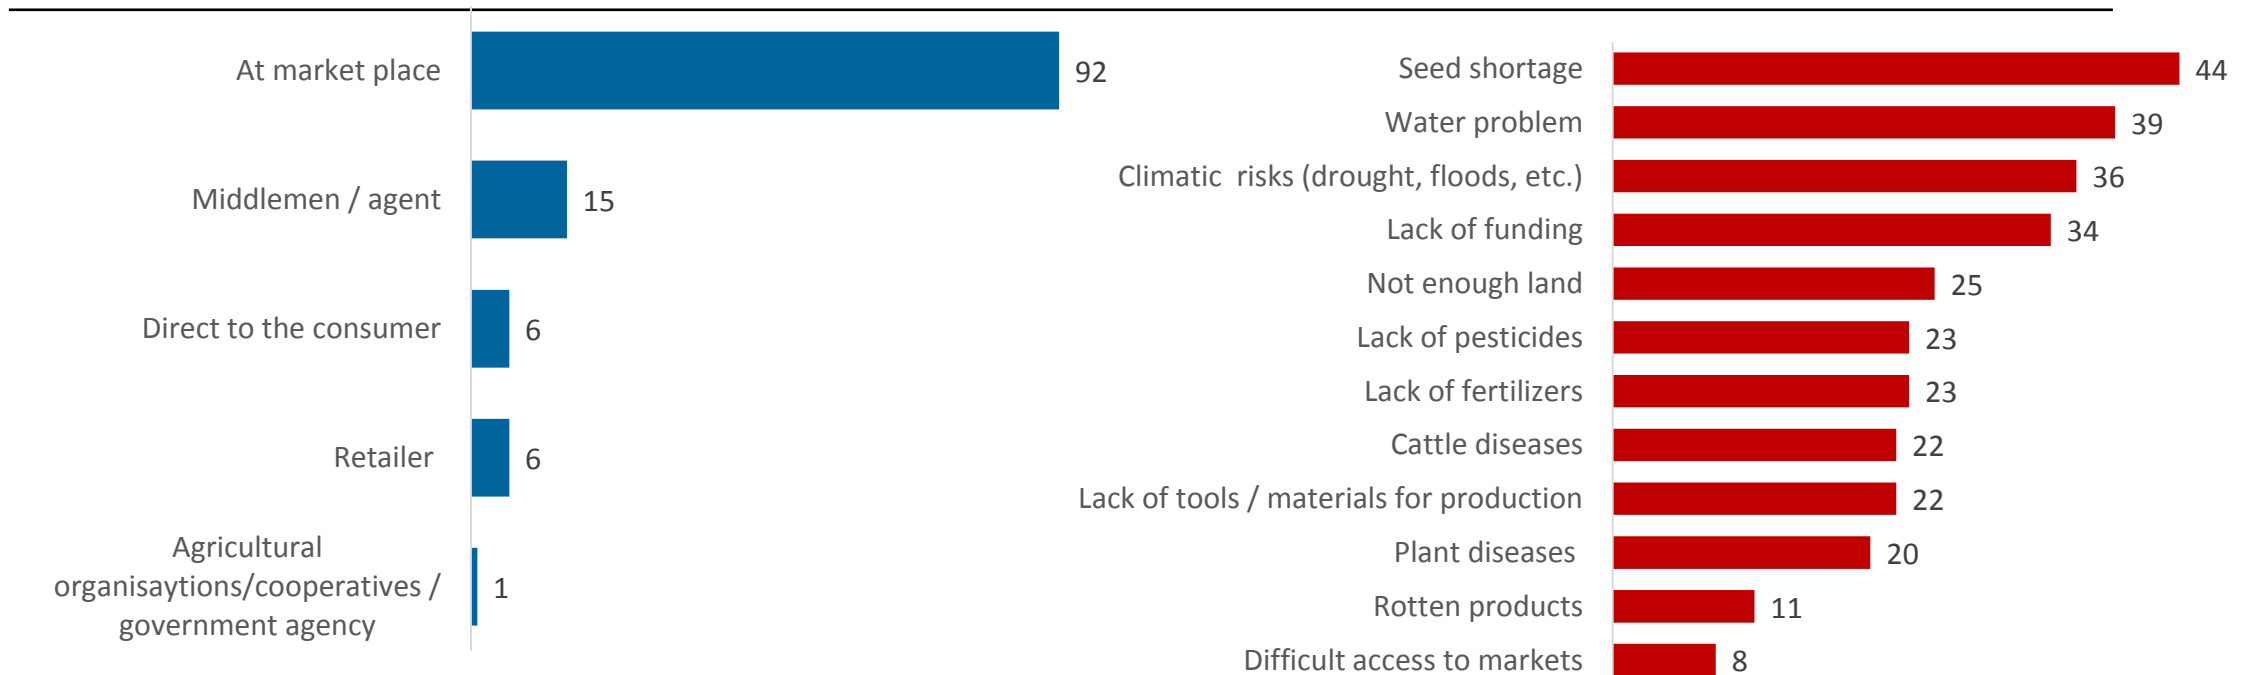 At market place 92
Middlemen / agent 15
Direct to the consumer 6
Retailer 6
Agricultural
organisaytions/cooperatives /
government agency
1
Seed shortage 44
Water problem 39
Climatic risks (drought, floods, etc.) 36
Lack of funding 34
Not enough land 25
Lack of pesticides 23
Lack of fertilizers 23
Cattle diseases 22
Lack of tools / materials for production 22
Plant diseases 20
Rotten products 11
Difficult access to markets 8